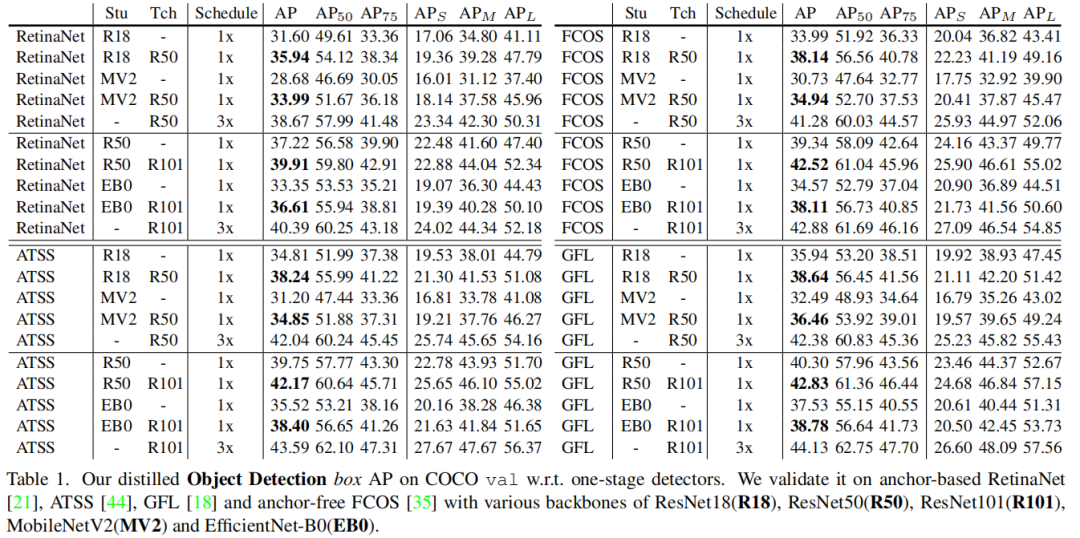 Stu Tch Schedule AP AP50 AP75 APS APM APL Stu Tch Schedule AP AP50 AP75 APS APM APL
RetinaNet R18 - 1x 31.60 49.61 33.36 17.06 34.80 41.11 FCOS R18 - 1x 33.99 51.92 36.33 20.04 36.82 43.41
RetinaNet R18 R50 1x 35.94 54.12 38.34 19.36 39.28 47.79 FCOS R18 R50 1x 38.14 56.56 40.78 22.23 41.19 49.16
RetinaNet MV2 - 1x 28.68 46.69 30.05 16.01 31.12 37.40 FCOS MV2 - 1x 30.73 47.64 32.77 17.75 32.92 39.90
RetinaNet MV2 R50 1x 33.99 51.67 36.18 18.14 37.58 45.96 FCOS MV2 R50 1x 34.94 52.70 37.53 20.41 37.87 45.47
RetinaNet - R50 3x 38.67 57.99 41.48 23.34 42.30 50.31 FCOS - R50 3x 41.28 60.03 44.57 25.93 44.97 52.06
RetinaNet R50 - 1x 37.22 56.58 39.90 22.48 41.60 47.40 FCOS R50 - 1x 39.34 58.09 42.64 24.16 43.37 49.77
RetinaNet R50 R101 1x 39.91 59.80 42.91 22.88 44.04 52.34 FCOS R50 R101 1x 42.52 61.04 45.96 25.90 46.61 55.02
RetinaNet EB0 - 1x 33.35 53.53 35.21 19.07 36.30 44.43 FCOS EB0 - 1x 34.57 52.79 37.04 20.90 36.89 44.51
RetinaNet EB0 R101 1x 36.61 55.94 38.81 19.39 40.28 50.10 FCOS EB0 R101 1x 38.11 56.73 40.85 21.73 41.56 50.60
RetinaNet - R101 3x 40.39 60.25 43.18 24.02 44.34 52.18 FCOS - R101 3x 42.88 61.69 46.16 27.09 46.54 54.85
ATSS R18 - 1x 34.81 51.99 37.38 19.53 38.01 44.79 GFL R18 - 1x 35.94 53.20 38.51 19.92 38.93 47.45
ATSS R18 R50 1x 38.24 55.99 41.22 21.30 41.53 51.08 GFL R18 R50 1x 38.64 56.45 41.56 21.11 42.20 51.42
ATSS MV2 - 1x 31.20 47.44 33.36 16.81 33.78 41.08 GFL MV2 - 1x 32.49 48.93 34.64 16.79 35.26 43.02
ATSS MV2 R50 1x 34.85 51.88 37.31 19.21 37.76 46.27 GFL MV2 R50 1x 36.46 53.92 39.01 19.57 39.65 49.24
ATSS - R50 3x 42.04 60.24 45.45 25.74 45.65 54.16 GFL - R50 3x 42.38 60.83 45.36 25.23 45.82 55.43
ATSS R50 - 1x 39.75 57.77 43.30 22.78 43.93 51.70 GFL R50 - 1x 40.30 57.96 43.56 23.46 44.37 52.67
ATSS R50 R101 1x 42.17 60.64 45.71 25.65 46.10 55.02 GFL R50 R101 1x 42.83 61.36 46.44 24.68 46.84 57.15
ATSS EB0 - 1x 35.52 53.21 38.16 20.16 38.28 46.38 GFL EB0 - 1x 37.53 55.15 40.55 20.61 40.44 51.31
ATSS EB0 R101 1x 38.40 56.65 41.26 21.63 41.84 51.65 GFL EB0 R101 1x 38.78 56.64 41.73 20.50 42.45 53.73
ATSS - R101 3x 43.59 62.10 47.31 27.67 47.67 56.37 GFL - R101 3x 44.13 62.75 47.70 26.60 48.09 57.56
Table 1. Our distilled Object Detection box AP on COCO val w.r.t. one-stage detectors. We validate it on anchor-based RetinaNet
[21], ATSS [44], GFL [18] and anchor-free FCOS [35] with various backbones of ResNet18(R18), ResNet50(R50), ResNet101(R101),
MobileNetV2(MV2) and EfficientNet-B0(EB0).